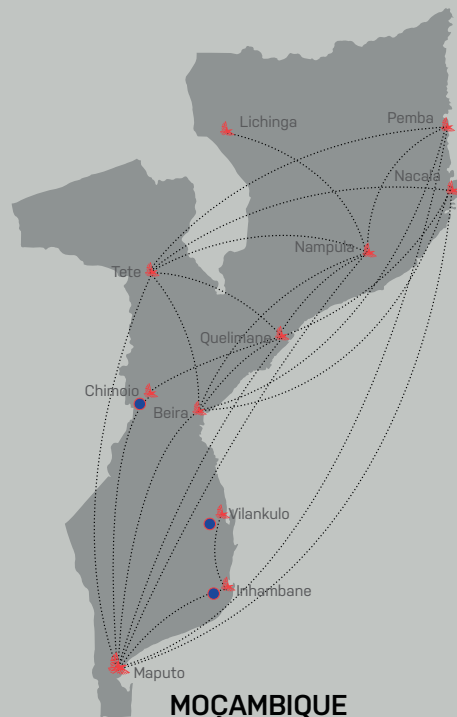 Lichinga
Pemba
Nacala
Nampula
Tete
Quelimane
Chimoio
Beira
Vilankulo
Inhambane
Maputo
MOÇAMBIQUE